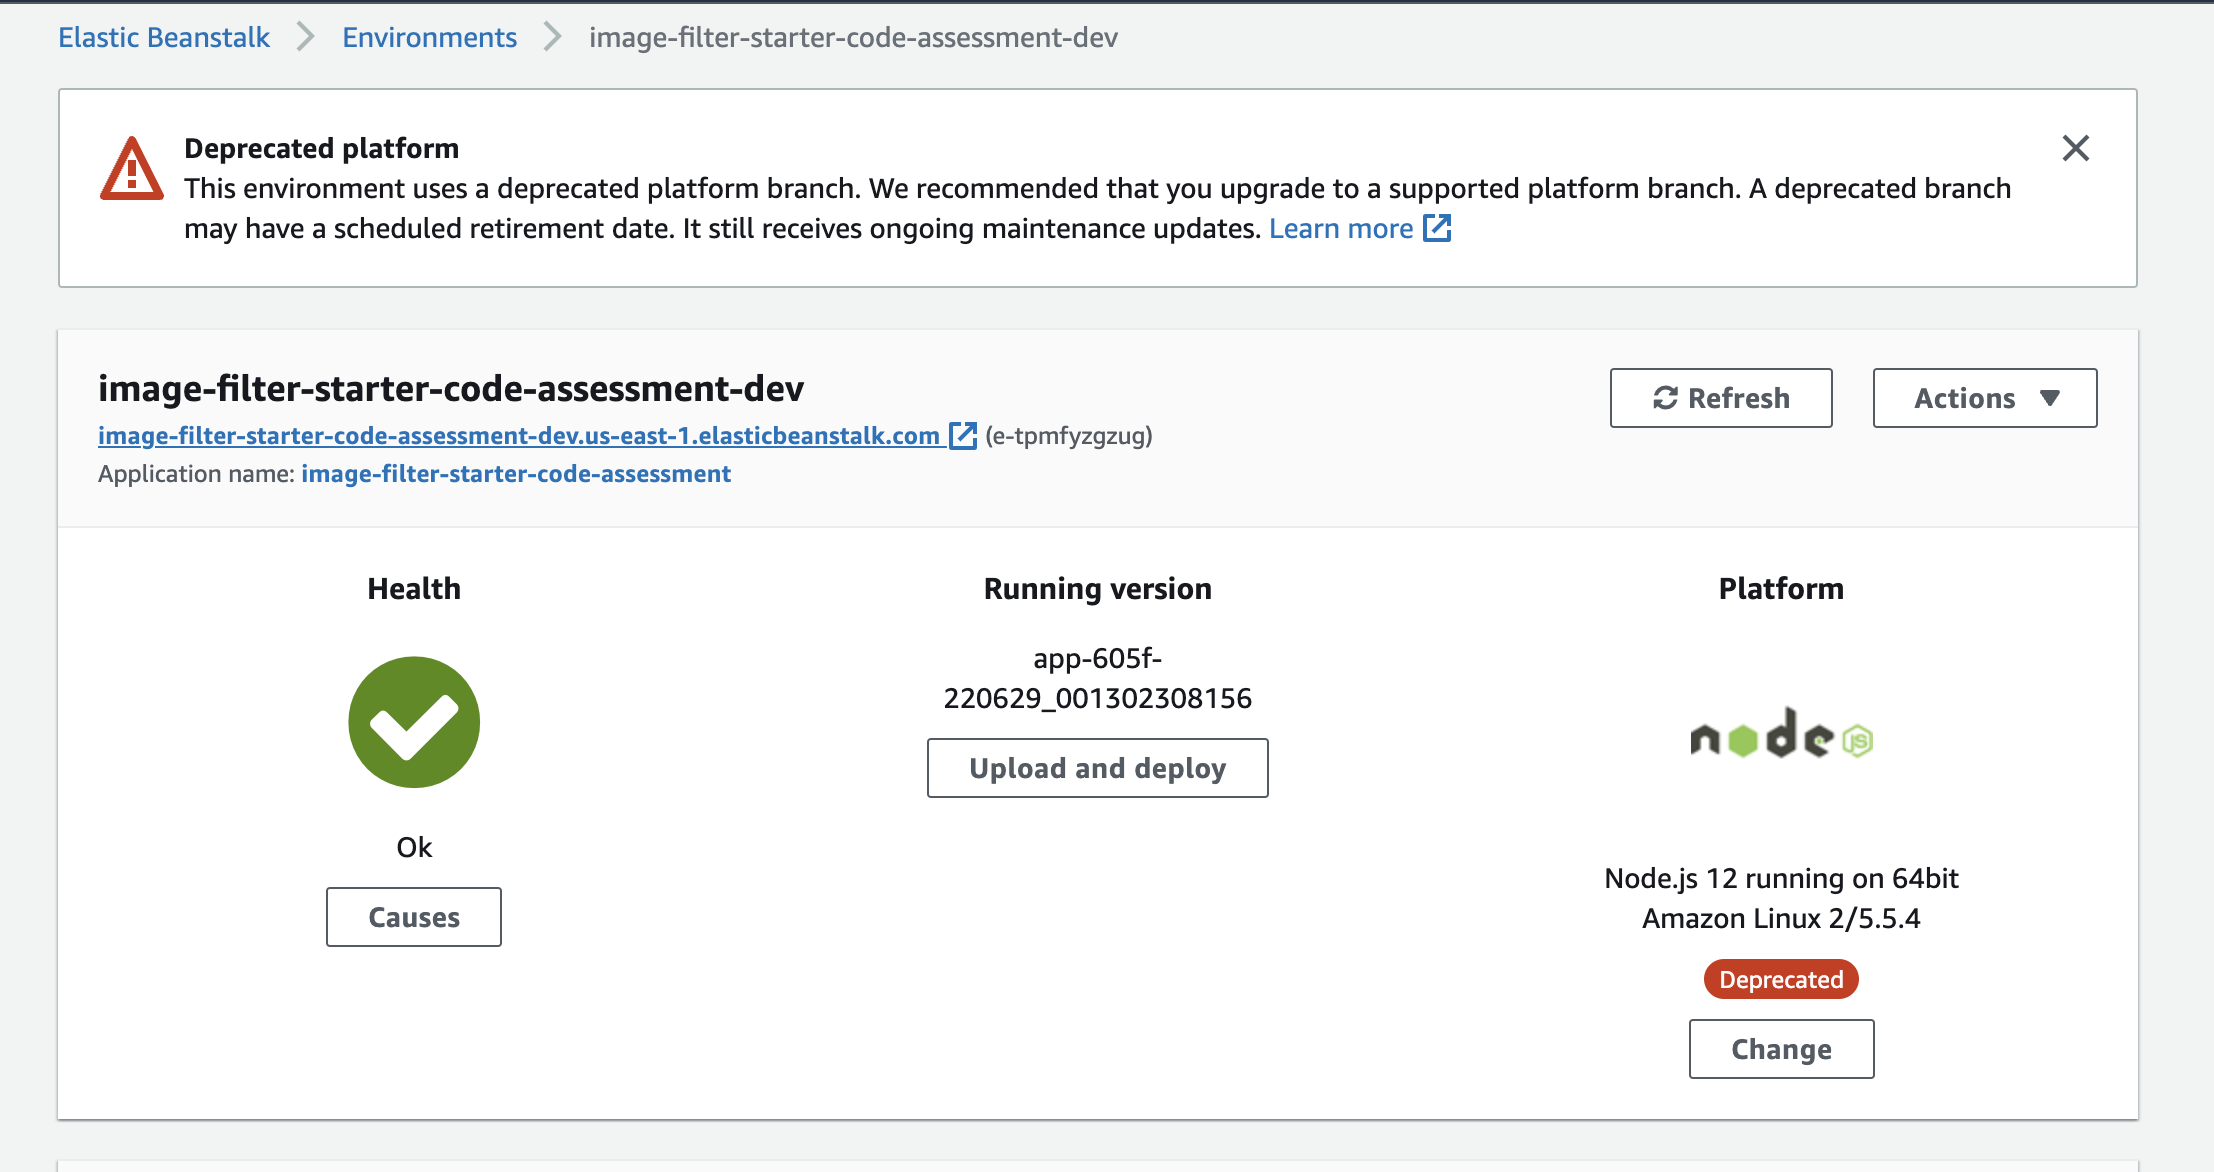 Elastic Beanstalk > Environments > image-filter-starter-code-assessment-dev
Deprecated platform
This environment uses a deprecated platform branch. We recommended that you upgrade to a supported platform branch. A deprecated branch
may have a scheduled retirement date. It still receives ongoing maintenance updates. Learn more
image-filter-starter-code-assessment-dev
Refresh
Actions
image-filter-starter-code-assessment-dev.us-east-1.elasticbeanstalk.com (e-tpmfyzgzug)
Application name: image-filter-starter-code-assessment
Health
Ok
Causes
Running version
app-605f-
220629_001302308156
Upload and deploy
Platform
node JS
Node.js 12 running on 64bit
Amazon Linux 2/5.5.4
Deprecated
Change